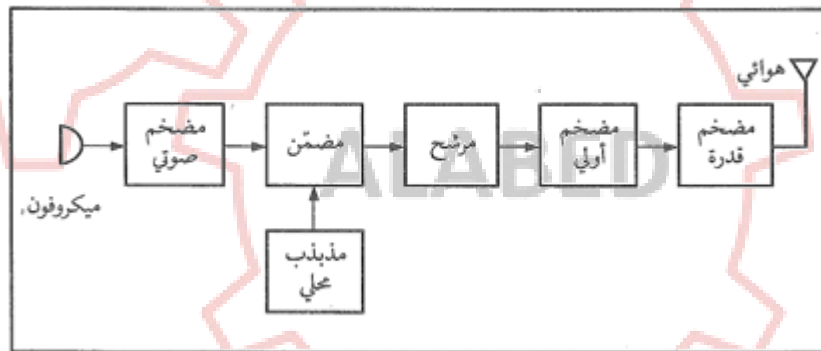 هوائي
ميكروفون
مضخم
صوتي
مضمّن
مرشح
مضخم
أولي
مضخم
قدرة
مذبذب
محلي
ALABED